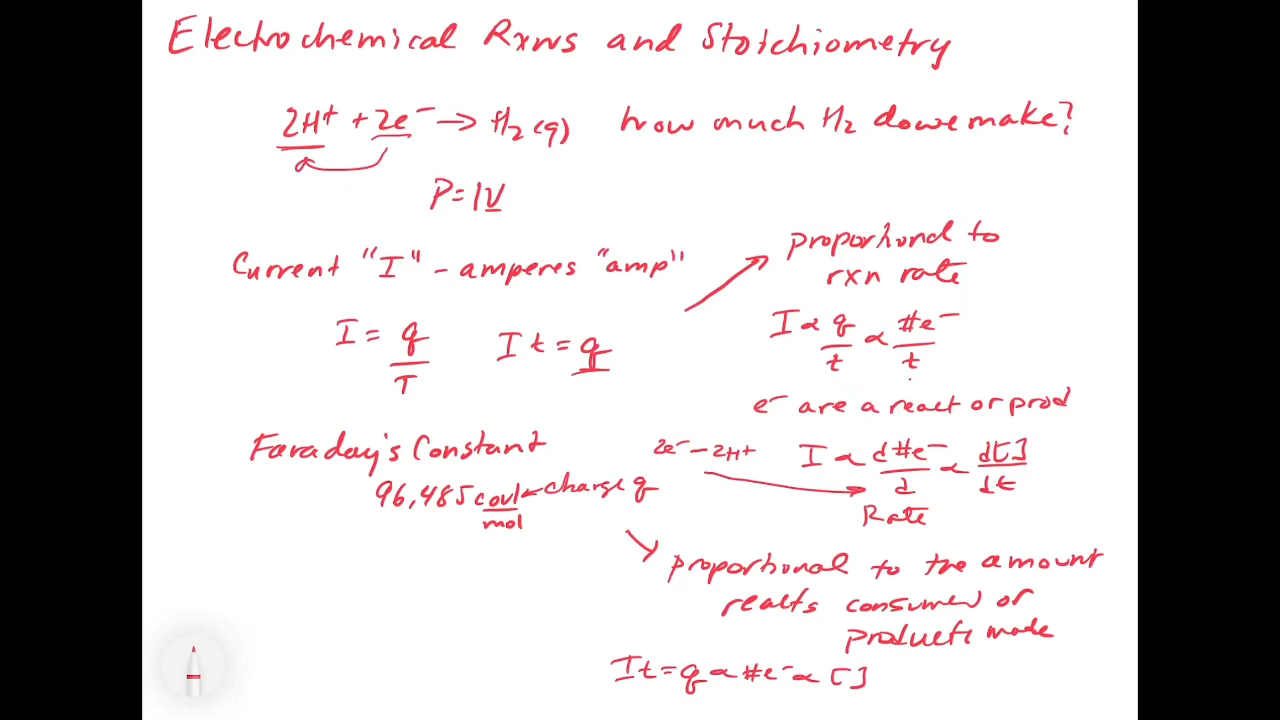 Electrochemical Rxns and Stoichiometry
2H⁺ + 2e⁻ → H₂(g) how much H₂ do we make?
P = IV
Current "I" - amperes "amp"
proportional to
rxn rate
I = q/T It = q
I ∝ q/t ∝ #e⁻/t
e⁻ are a react or prod
Faraday's Constant
96,485 coul/mol ← charge q
2e⁻ - 2H⁺
I ∝ d#e⁻/d ∝ d[]/dt
Rate
proportional to the amount
reacts consumed or
products made
It = q ∝ #e⁻ ∝ []